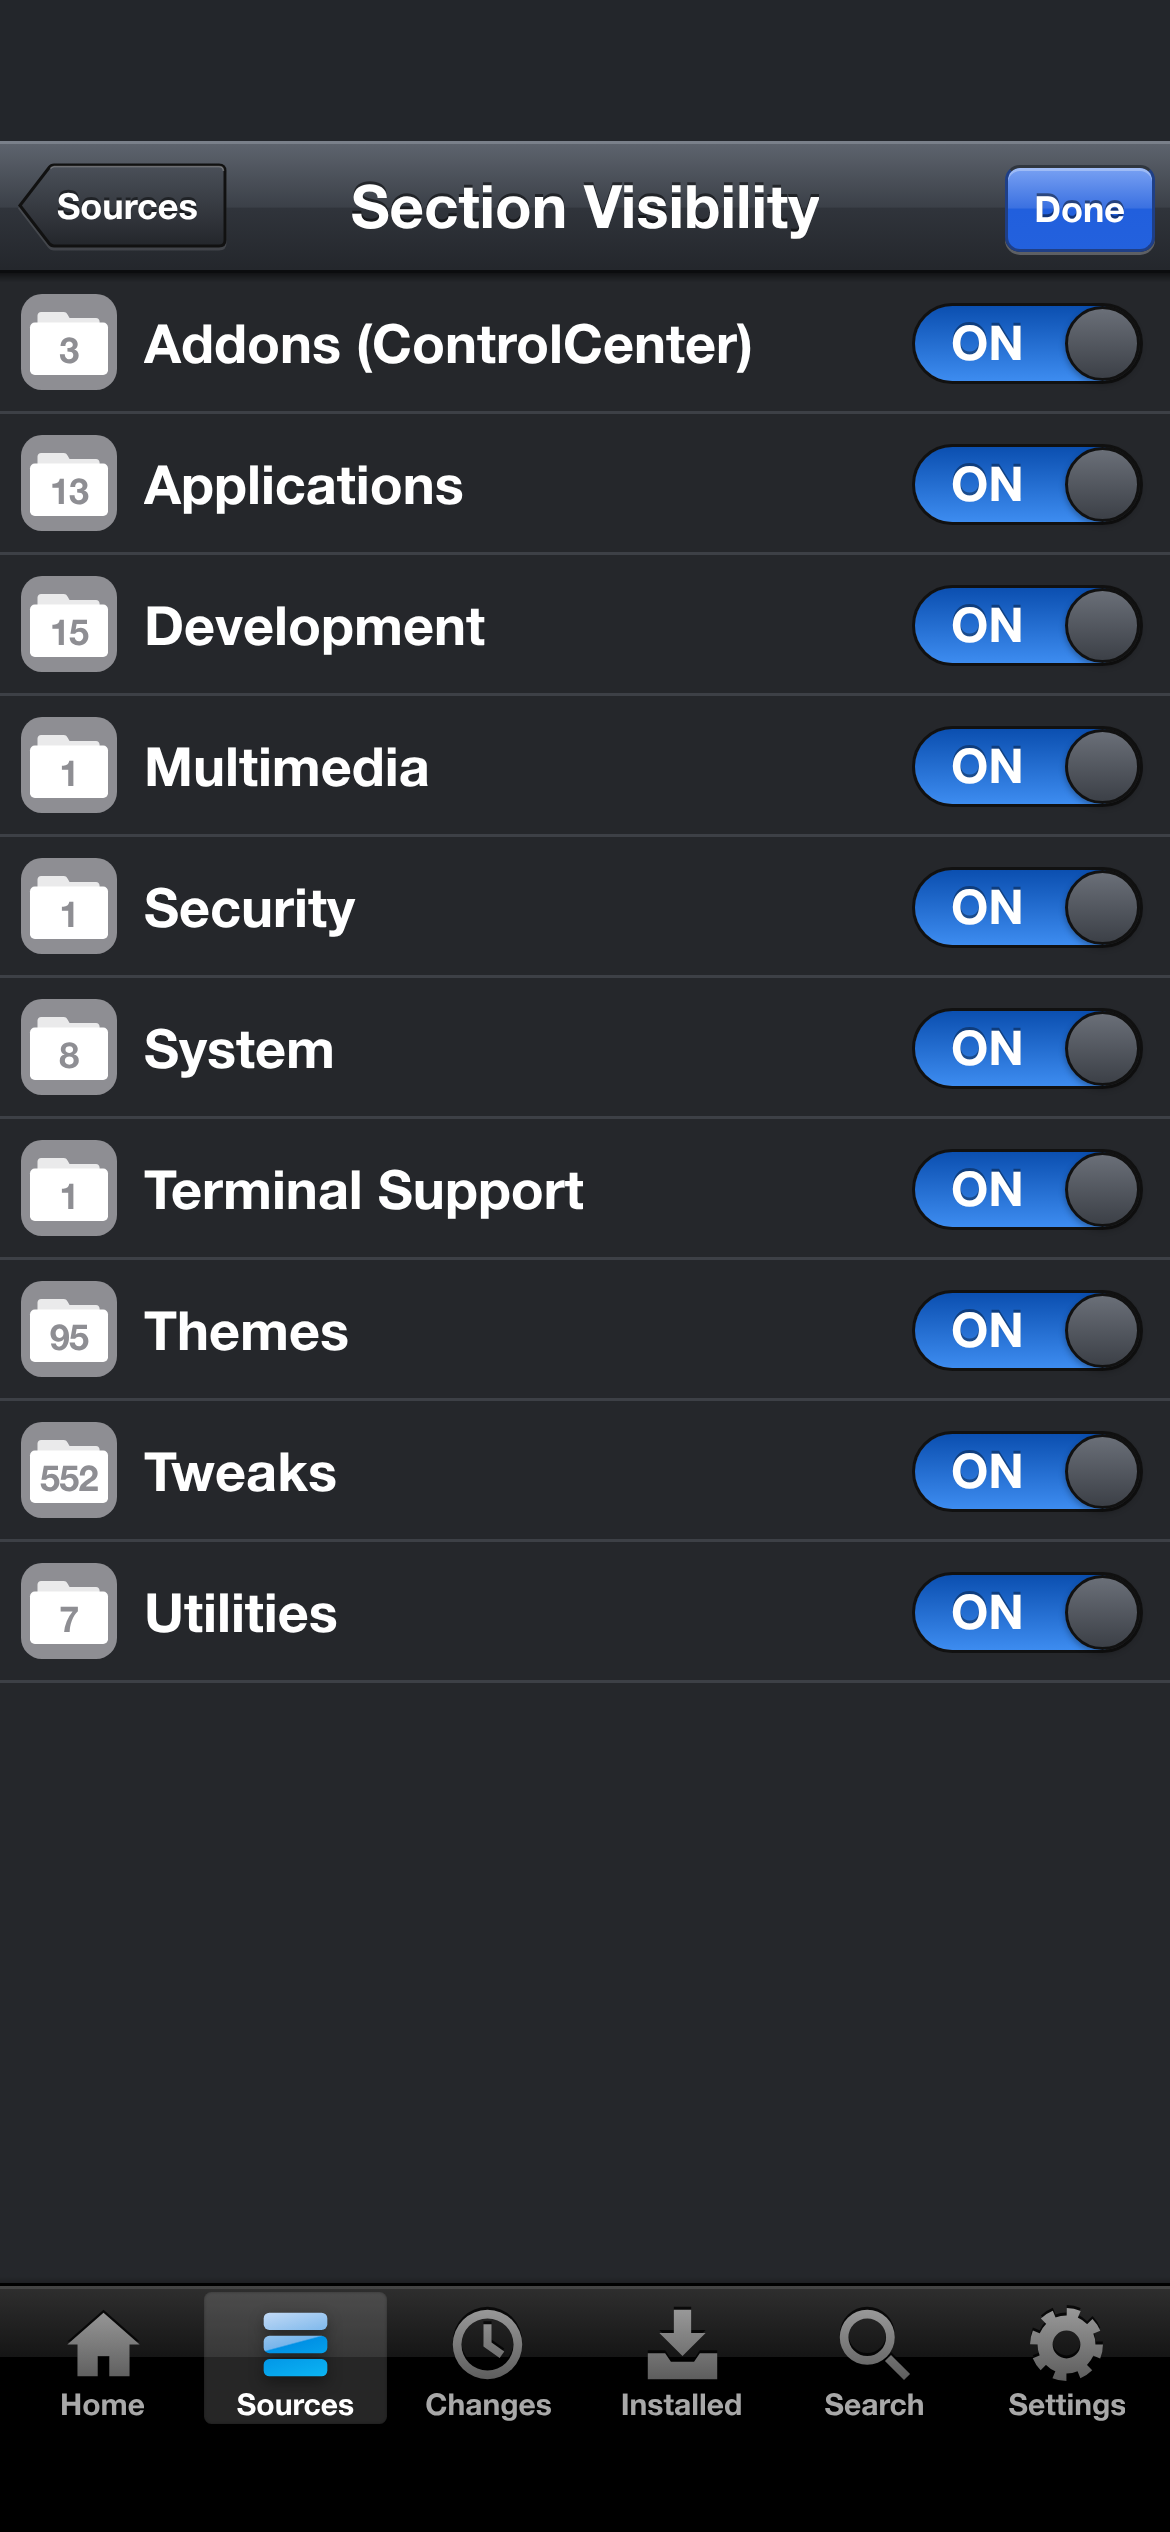 Sources
Section Visibility
Done
3 Addons (ControlCenter) ON
13 Applications ON
15 Development ON
1 Multimedia ON
1 Security ON
8 System ON
1 Terminal Support ON
95 Themes ON
552 Tweaks ON
7 Utilities ON
Home Sources Changes Installed Search Settings